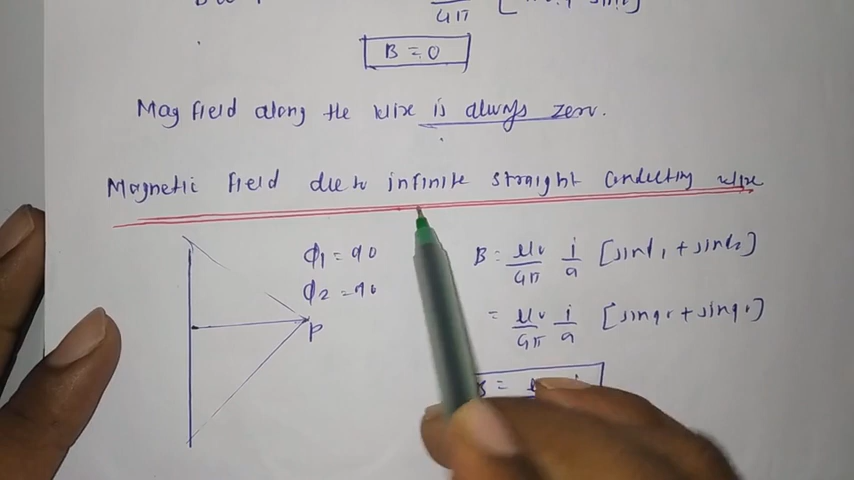 4π
B = 0
Mag field along the wire is always zero.
Magnetic field due to infinite straight conducting wire
ϕ1 = 90
B = μ0/4π i/a [sinϕ1 + sinϕ2]
ϕ2 = 90
P
= μ0/4π i/a [sin90 + sin90]
B =